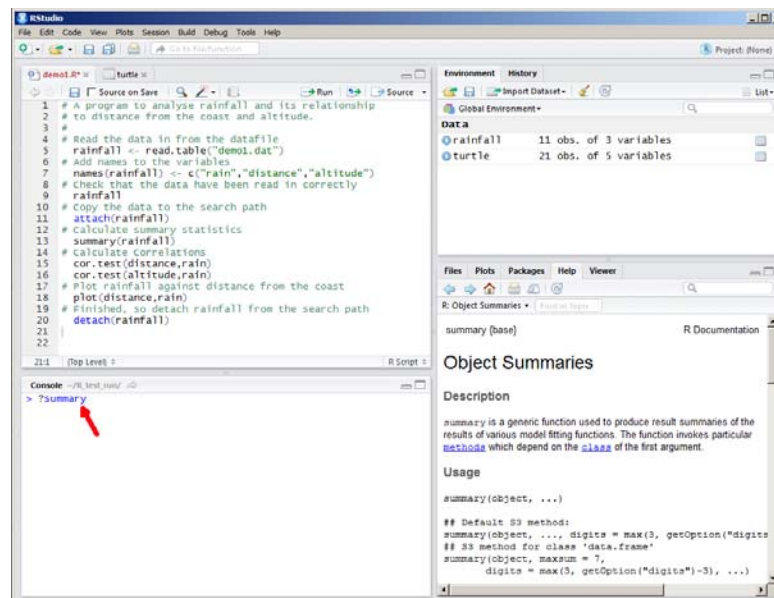 RStudio
File Edit Code View Plots Session Build Debug Tools Help
Go to file/function
Project: (None)
demo1.R* turtle
Source on Save Run Source
1 # A program to analyse rainfall and its relationship
2 # to distance from the coast and altitude.
3 #
4 # Read the data in from the datafile
5 rainfall <- read.table("demo1.dat")
6 # Add names to the variables
7 names(rainfall) <- c("rain","distance","altitude")
8 # Check that the data have been read in correctly
9 rainfall
10 # Copy the data to the search path
11 attach(rainfall)
12 # Calculate summary statistics
13 summary(rainfall)
14 # Calculate Correlations
15 cor.test(distance,rain)
16 cor.test(altitude,rain)
17 # Plot rainfall against distance from the coast
18 plot(distance,rain)
19 # Finished, so detach rainfall from the search path
20 detach(rainfall)
21
22
21:1 (Top Level) R Script
Console ~/R_test_run/
> ?summary
Environment History
Import Dataset List
Global Environment
Data
rainfall 11 obs. of 3 variables
turtle 21 obs. of 5 variables
Files Plots Packages Help Viewer
R: Object Summaries Find in Topic
summary {base} R Documentation
Object Summaries
Description
summary is a generic function used to produce result summaries of the
results of various model fitting functions. The function invokes particular
methods which depend on the class of the first argument.
Usage
summary(object, ...)
## Default S3 method:
summary(object, ..., digits = max(3, getOption("digits
## S3 method for class 'data.frame'
summary(object, maxsum = 7,
digits = max(3, getOption("digits")-3), ...)